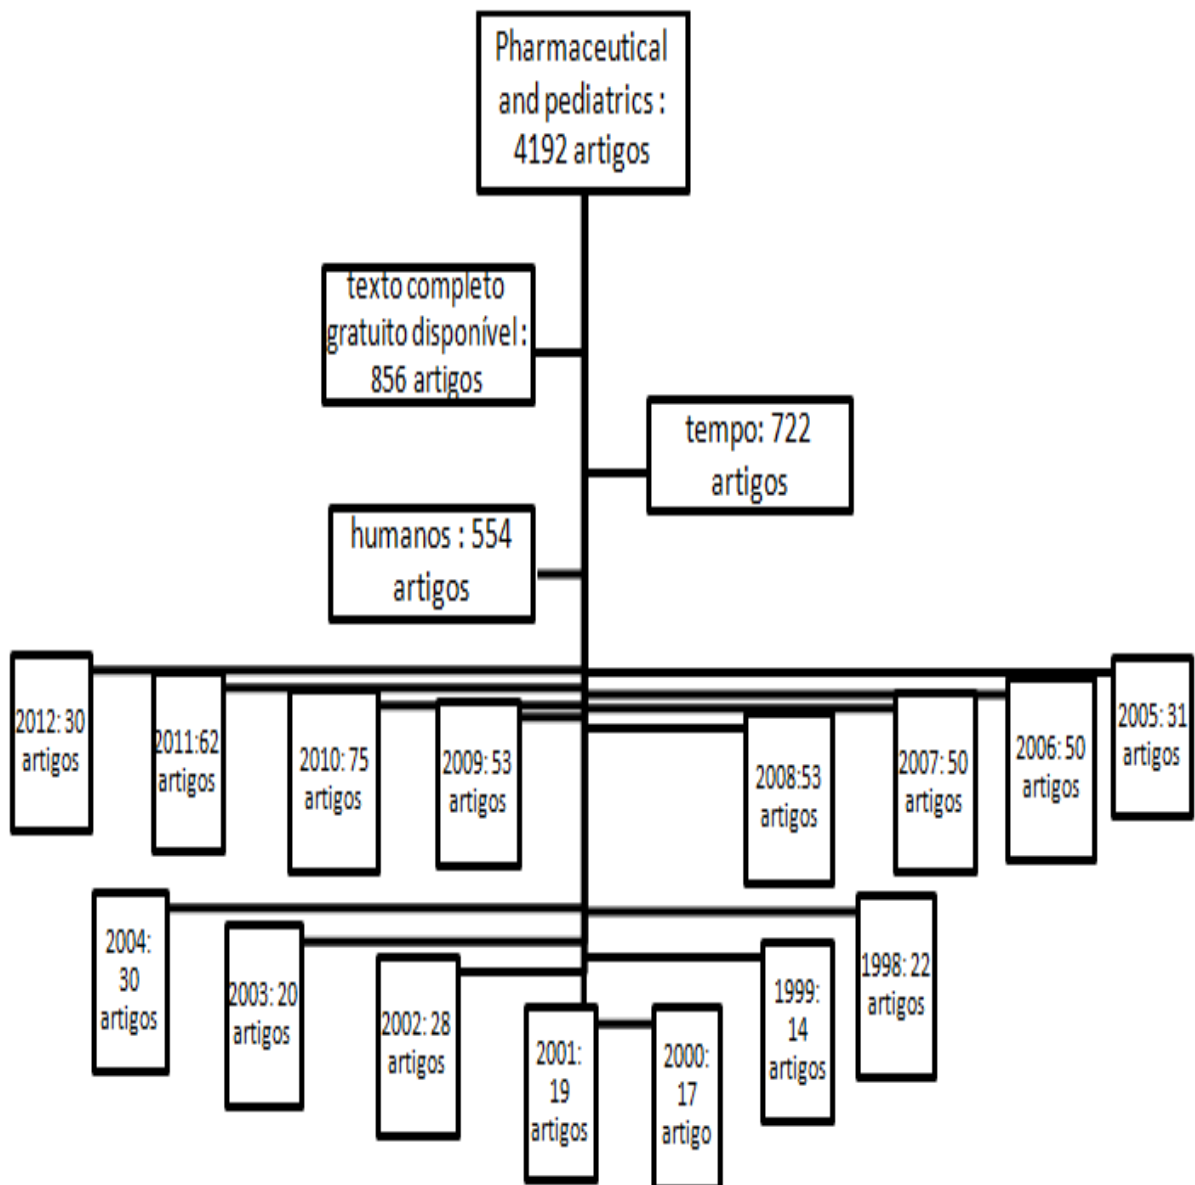 Pharmaceutical
and pediatrics :
4192 artigos
texto completo
gratuito disponível :
856 artigos
tempo: 722
artigos
humanos : 554
artigos
2012: 30
artigos
2011:62
artigos
2010: 75
artigos
2009: 53
artigos
2008:53
artigos
2007: 50
artigos
2006: 50
artigos
2005: 31
artigos
2004:
30
artigos
2003: 20
artigos
2002: 28
artigos
2001:
19
artigos
2000:
17
artigo
1999:
14
artigos
1998: 22
artigos